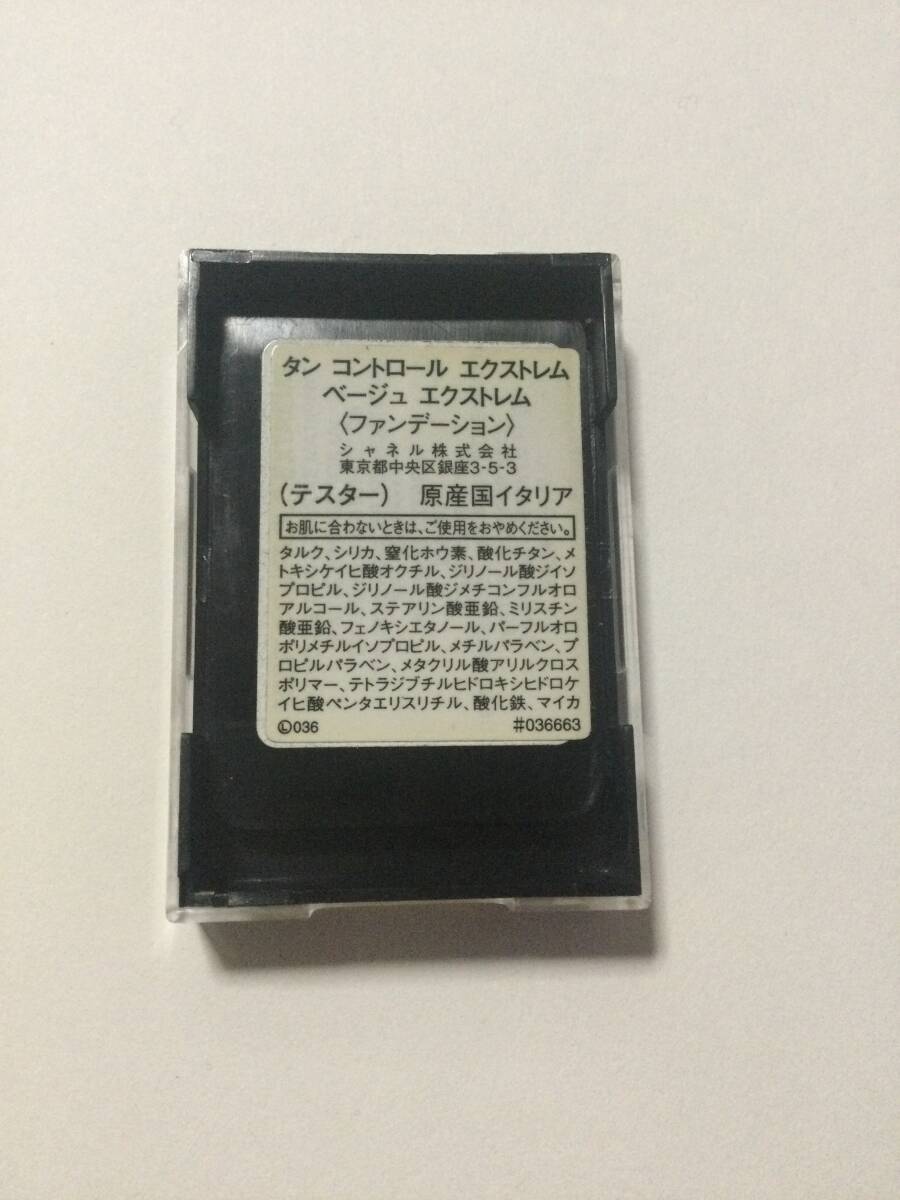 タン コントロール エクストレム
ベージュ エクストレム
〈ファンデーション〉
シャネル株式会社
東京都中央区銀座3-5-3
(テスター) 原産国イタリア
お肌に合わないときは、ご使用をおやめください。
タルク、シリカ、窒化ホウ素、酸化チタン、メ
トキシケイヒ酸オクチル、ジリノール酸ジイソ
プロピル、ジリノール酸ジメチコンフルオロ
アルコール、ステアリン酸亜鉛、ミリスチン
酸亜鉛、フェノキシエタノール、パーフルオロ
ポリメチルイソプロピル、メチルパラベン、プ
ロピルパラベン、メタクリル酸アリルクロス
ポリマー、テトラジブチルヒドロキシヒドロケ
イヒ酸ペンタエリスリチル、酸化鉄、マイカ
Ⓛ036 #036663